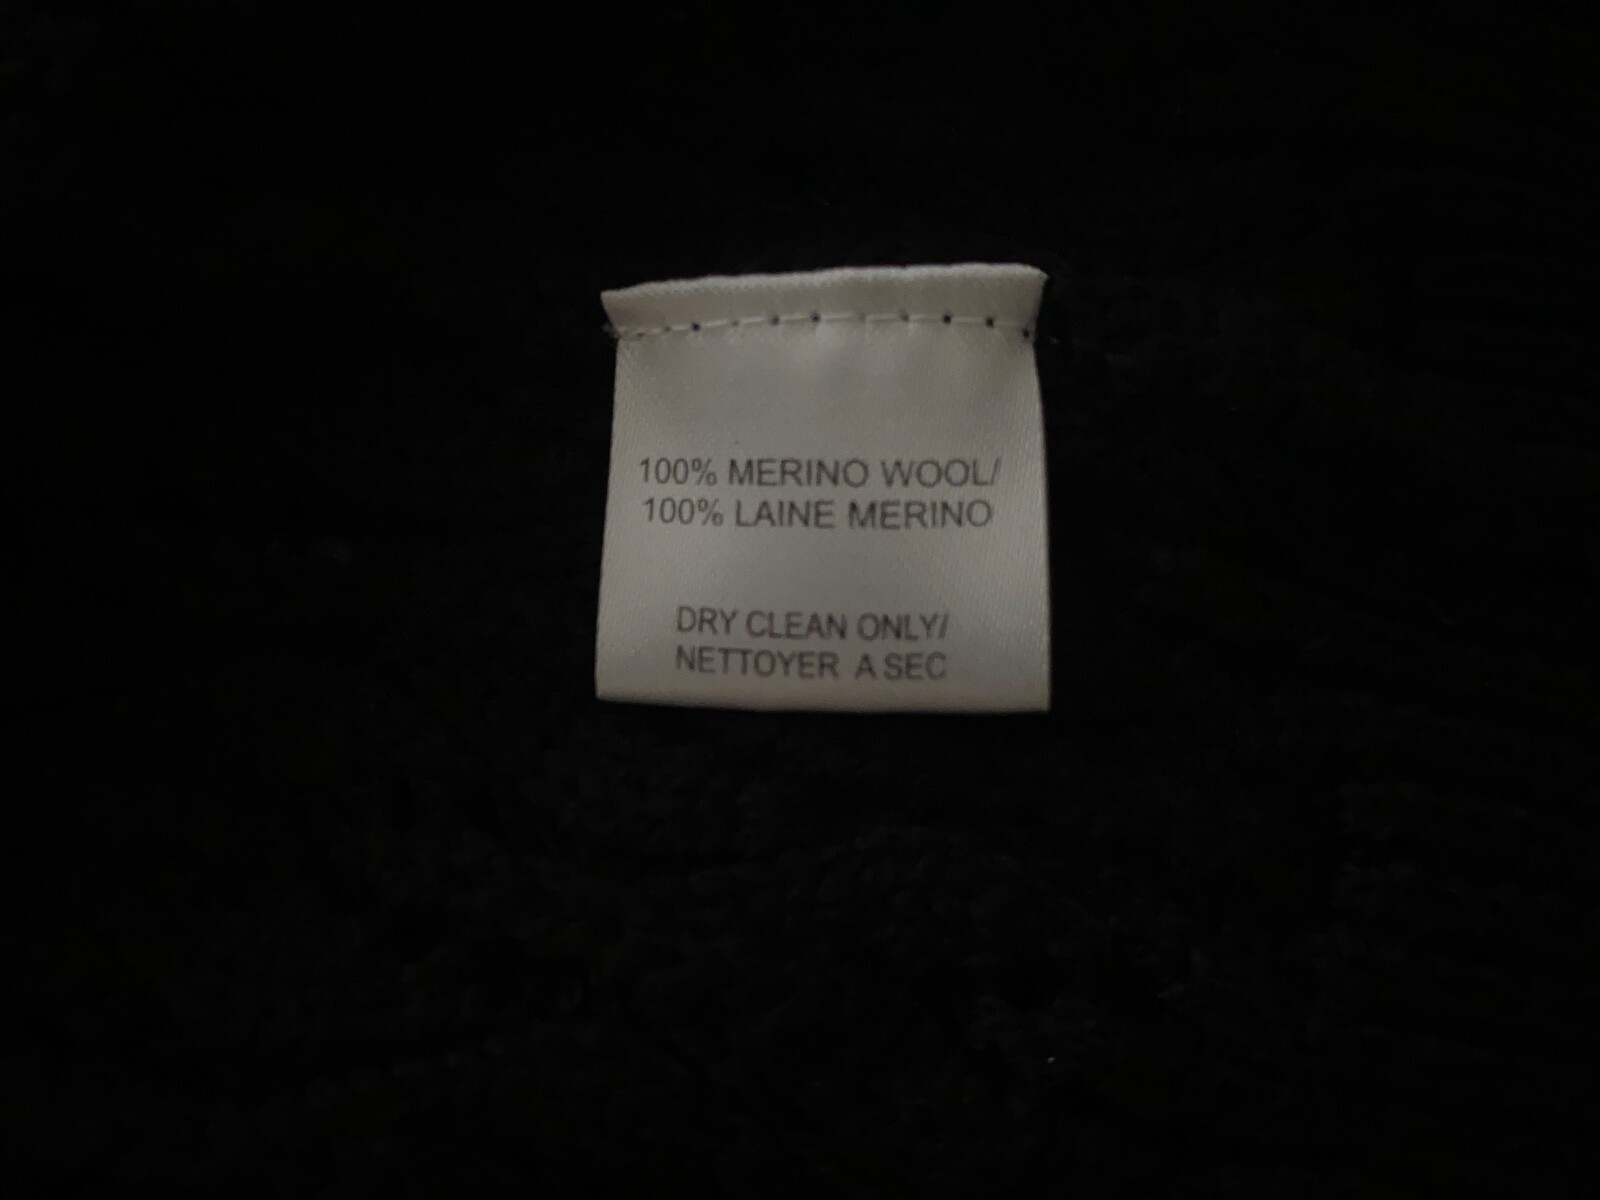 100% MERINO WOOL/
100% LAINE MERINO
DRY CLEAN ONLY/
NETTOYER A SEC